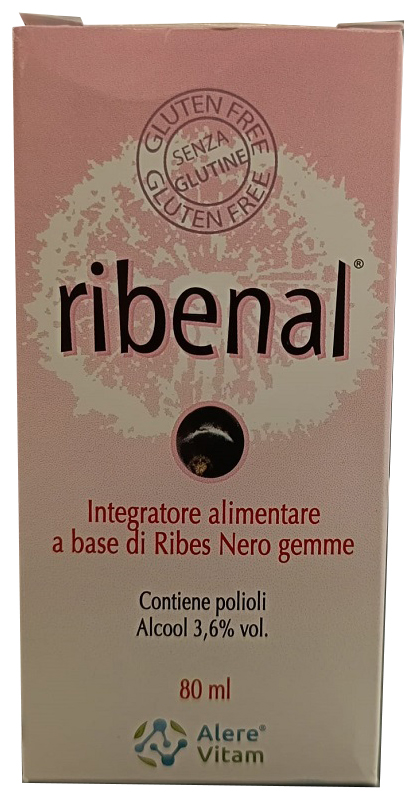 GLUTEN FREE
SENZA
GLUTINE
GLUTEN FREE
ribenal®
Integratore alimentare
a base di Ribes Nero gemme
Contiene polioli
Alcool 3,6% vol.
80 ml
Alere®
Vitam